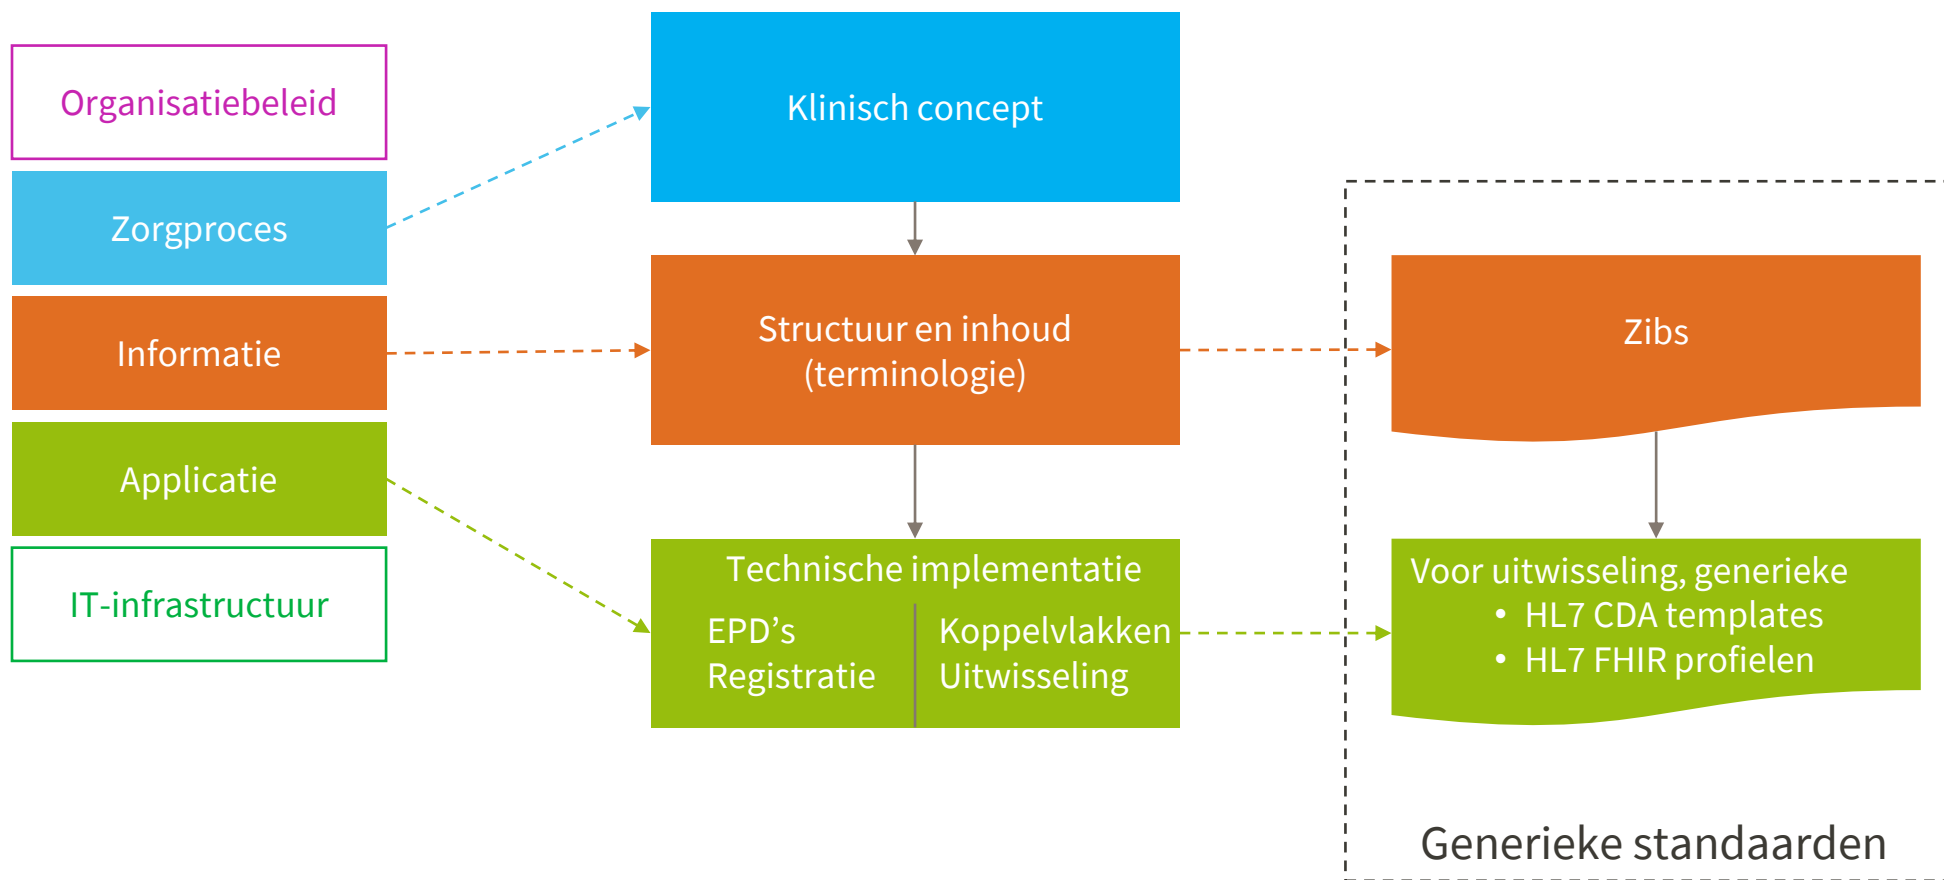 Organisatiebeleid
Zorgproces
Informatie
Applicatie
IT-infrastructuur
Klinisch concept
Structuur en inhoud
(terminologie)
Technische implementatie
EPD’s
Registratie
Koppelvlakken
Uitwisseling
Zibs
Voor uitwisseling, generieke
• HL7 CDA templates
• HL7 FHIR profielen
Generieke standaarden